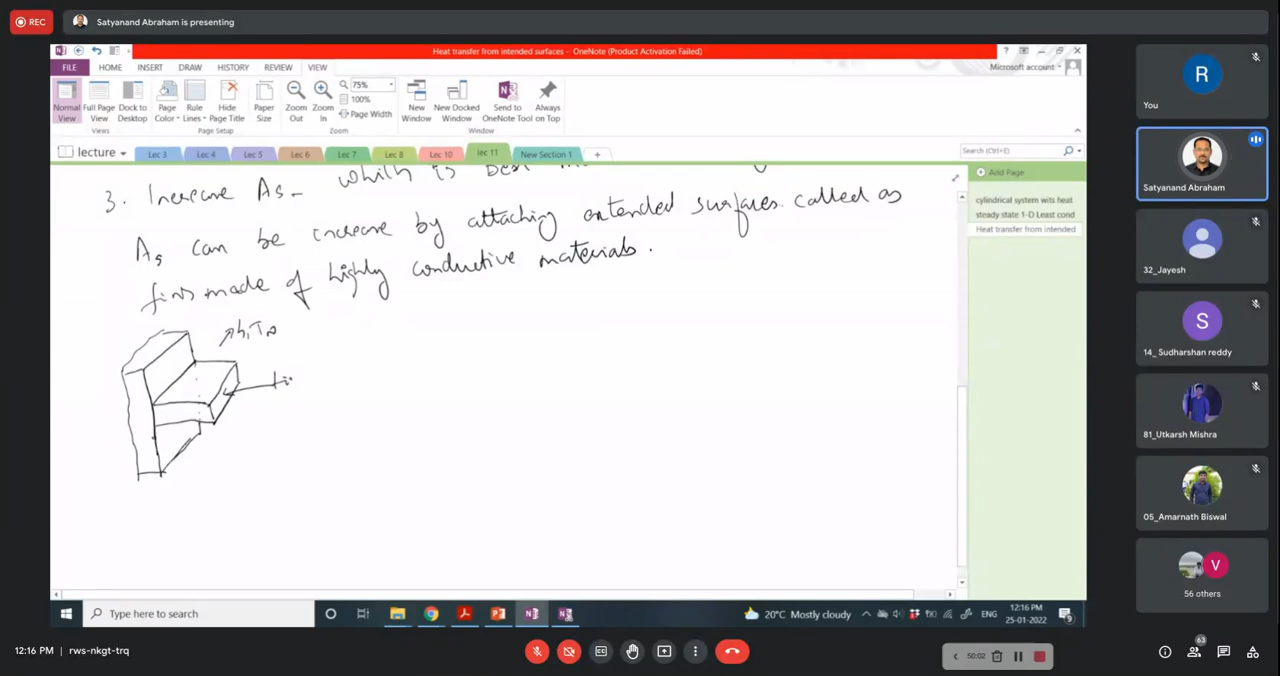 REC
Satyanand Abraham is presenting
Heat transfer from intended surfaces - OneNote (Product Activation Failed)
FILE HOME INSERT DRAW HISTORY REVIEW VIEW
Microsoft account
Normal View
Full Page View
Dock to Desktop
Views
Page Color
Rule Lines
Hide Page Title
Paper Size
Page Setup
Zoom Out
Zoom In
75%
100%
Page Width
Zoom
New Window
New Docked Window
Send to OneNote Tool
Always on Top
Window
lecture Lec 3 Lec 4 Lec 5 Lec 6 Lec 7 Lec 8 Lec 10 lec 11 New Section 1 +
Search (Ctrl+E)
Add Page
cylindrical system wits heat
steady state 1-D Least cond
Heat transfer from intended
3. Increase As - which is best
As can be increase by attaching extended surfaces called as
fins made of highly conductive materials.
h, T∞
You
Satyanand Abraham
32_Jayesh
14_ Sudharshan reddy
81_Utkarsh Mishra
05_Amarnath Biswal
56 others
R
S
V
Type here to search
20°C Mostly cloudy
ENG
12:16 PM
25-01-2022
9
12:16 PM rws-nkgt-trq
50:02
63